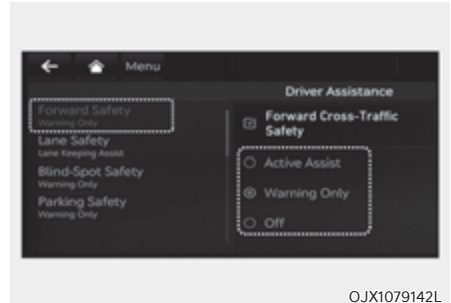 Menu
Driver Assistance
Forward Safety
Warning Only
Lane Safety
Lane Keeping Assist
Blind-Spot Safety
Warning Only
Parking Safety
Warning Only
Forward Cross-Traffic
Safety
Active Assist
Warning Only
Off
OJX1079142L